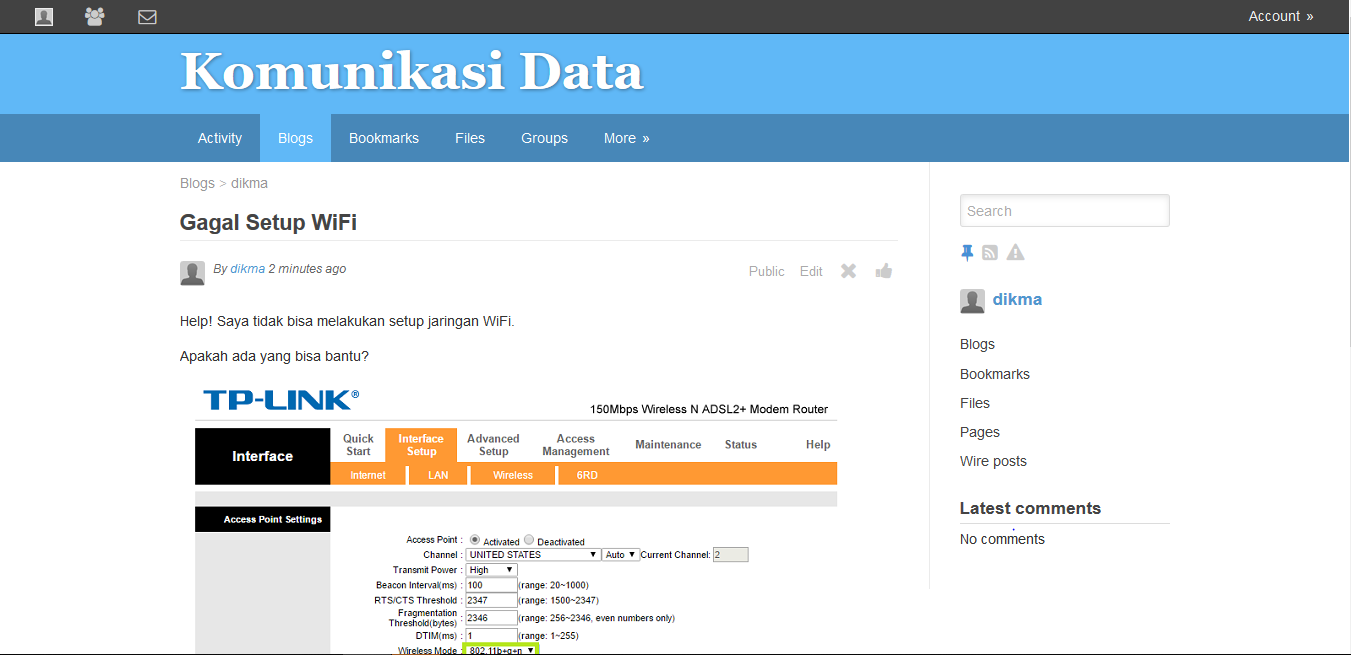 Account »
Komunikasi Data
Activity Blogs Bookmarks Files Groups More »
Blogs > dikma
Gagal Setup WiFi
By dikma 2 minutes ago
Public Edit
Help! Saya tidak bisa melakukan setup jaringan WiFi.
Apakah ada yang bisa bantu?
TP-LINK®
150Mbps Wireless N ADSL2+ Modem Router
Interface
Quick Start
Interface Setup
Advanced Setup
Access Management
Maintenance
Status
Help
Internet LAN Wireless 6RD
Access Point Settings
Access Point : Activated Deactivated
Channel : UNITED STATES Auto Current Channel: 2
Transmit Power : High
Beacon Interval(ms) : 100 (range: 20~1000)
RTS/CTS Threshold : 2347 (range: 1500~2347)
Fragmentation
Threshold(bytes) : 2346 (range: 256~2346, even numbers only)
DTIM(ms) : 1 (range: 1~255)
Wireless Mode : 802.11b+g+n
Search
dikma
Blogs
Bookmarks
Files
Pages
Wire posts
Latest comments
No comments